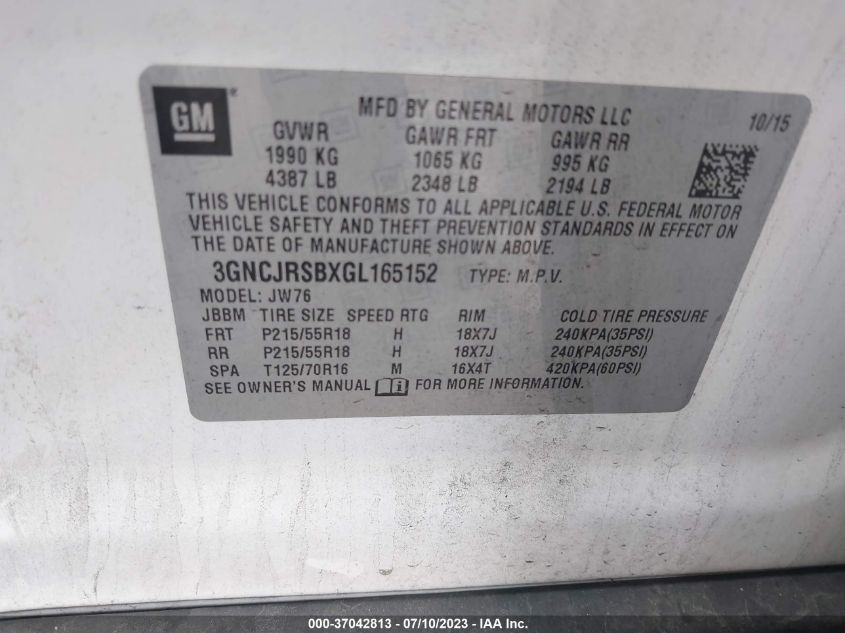 GM®
MFD BY GENERAL MOTORS LLC
10/15
GVWR GAWR FRT GAWR RR
1990 KG 1065 KG 995 KG
4387 LB 2348 LB 2194 LB
THIS VEHICLE CONFORMS TO ALL APPLICABLE U.S. FEDERAL MOTOR
VEHICLE SAFETY AND THEFT PREVENTION STANDARDS IN EFFECT ON
THE DATE OF MANUFACTURE SHOWN ABOVE.
3GNCJRSBXGL165152 TYPE: M.P.V.
MODEL: JW76
JBBM TIRE SIZE SPEED RTG RIM COLD TIRE PRESSURE
FRT P215/55R18 H 18X7J 240KPA(35PSI)
RR P215/55R18 H 18X7J 240KPA(35PSI)
SPA T125/70R16 M 16X4T 420KPA(60PSI)
SEE OWNER'S MANUAL i FOR MORE INFORMATION.
000-37042813 - 07/10/2023 - IAA Inc.